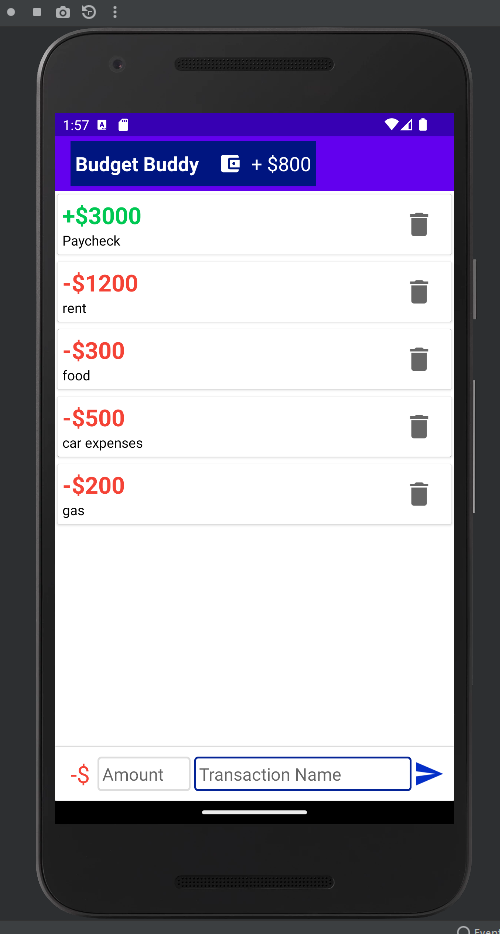 1:57
Budget Buddy + $800
+$3000
Paycheck
-$1200
rent
-$300
food
-$500
car expenses
-$200
gas
-$ Amount Transaction Name
Event